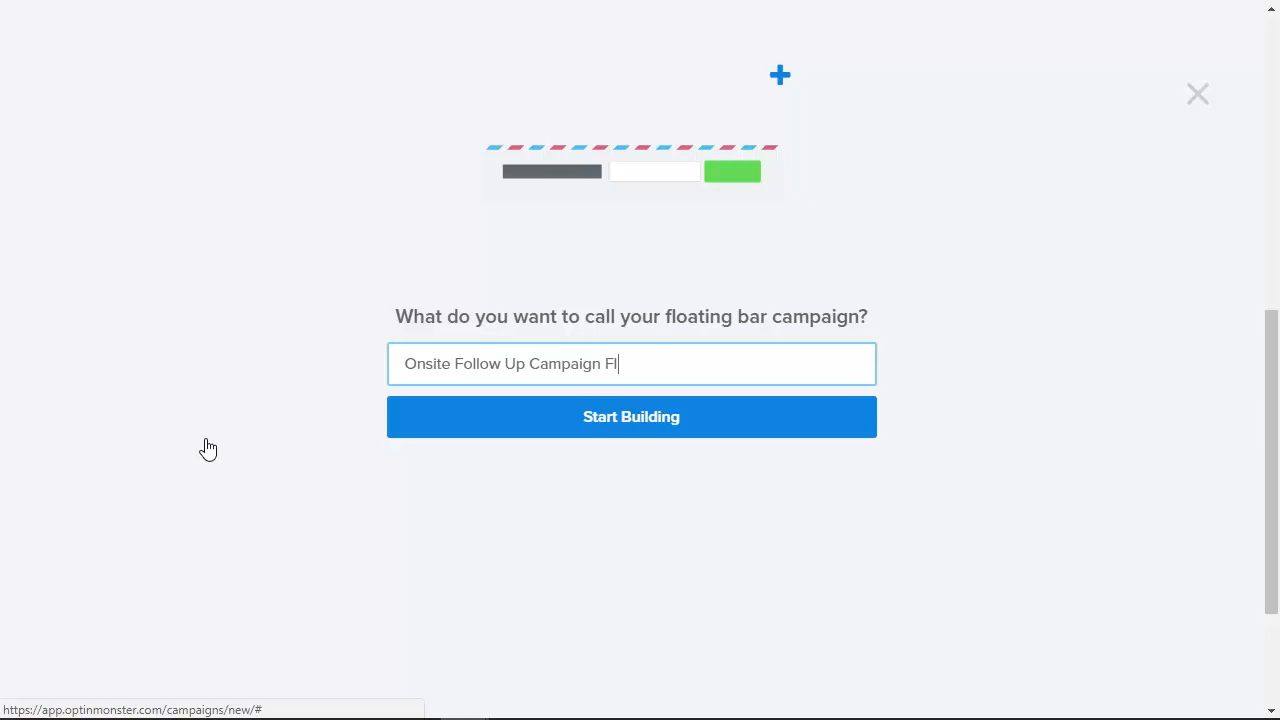 What do you want to call your floating bar campaign?
Onsite Follow Up Campaign Fl
Start Building
https://app.optinmonster.com/campaigns/new/#